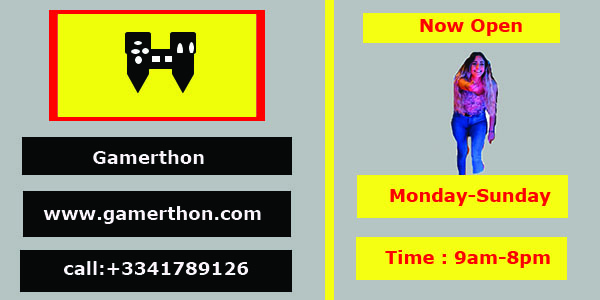 Gamerthon
www.gamerthon.com
call:+3341789126
Now Open
Monday-Sunday
Time : 9am-8pm